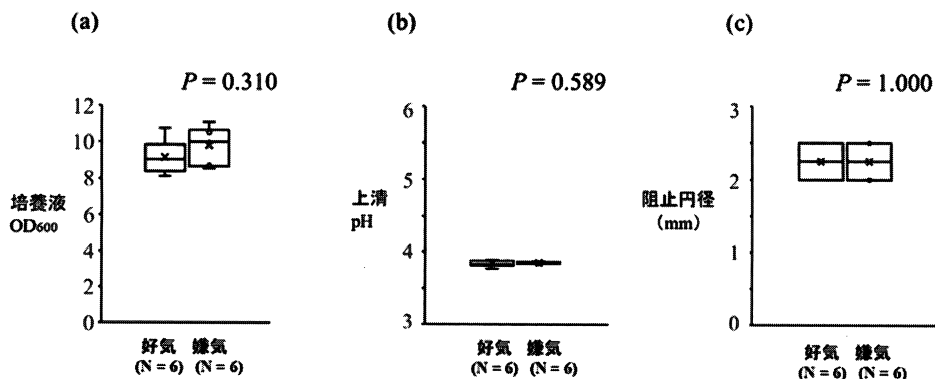 (a)
P = 0.310
12
10
8
6
4
2
0
培養液
OD600
好気
(N = 6)
嫌気
(N = 6)
(b)
P = 0.589
6
5
4
3
上清
pH
好気
(N = 6)
嫌気
(N = 6)
(c)
P = 1.000
3
2
1
0
阻止円径
(mm)
好気
(N = 6)
嫌気
(N = 6)